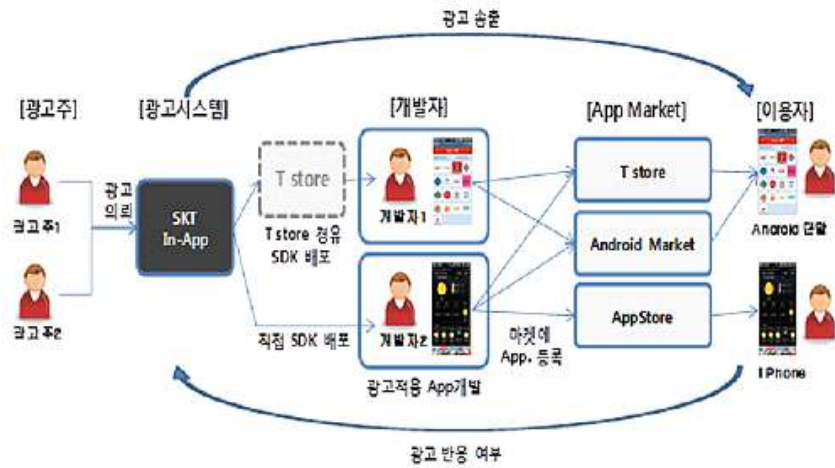 광고 송출
[광고주]
[광고시스템]
[개발자]
[App Market]
[이용자]
광고
의뢰
광고주1
광고주2
SKT
In-App
T store
T store 경유
SDK 배포
직접 SDK 배포
개발자1
개발자2
광고적용 App개발
마켓에
App. 등록
T store
Android Market
AppStore
Android 단말
I Phone
광고 반응 여부